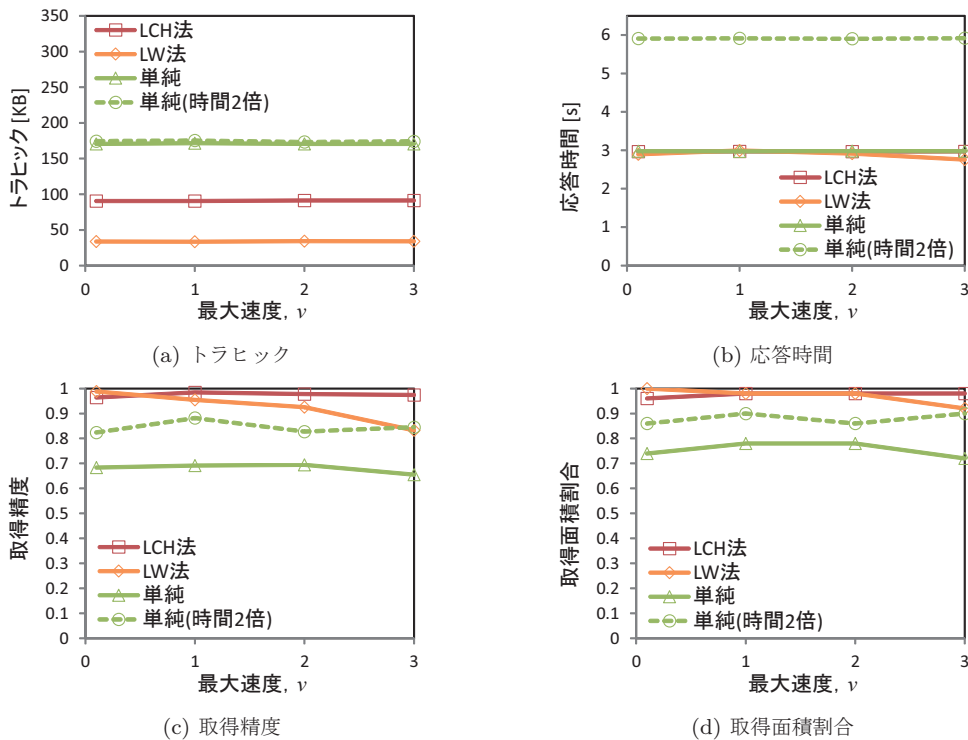 トラヒック [KB]
350
300
250
200
150
100
50
0
LCH法
LW法
単純
単純(時間2倍)
0 1 2 3
最大速度, v
(a) トラヒック
応答時間 [s]
6
5
4
3
2
1
0
LCH法
LW法
単純
単純(時間2倍)
0 1 2 3
最大速度, v
(b) 応答時間
取得精度
1
0.9
0.8
0.7
0.6
0.5
0.4
0.3
0.2
0.1
0
LCH法
LW法
単純
単純(時間2倍)
0 1 2 3
最大速度, v
(c) 取得精度
取得面積割合
1
0.9
0.8
0.7
0.6
0.5
0.4
0.3
0.2
0.1
0
LCH法
LW法
単純
単純(時間2倍)
0 1 2 3
最大速度, v
(d) 取得面積割合